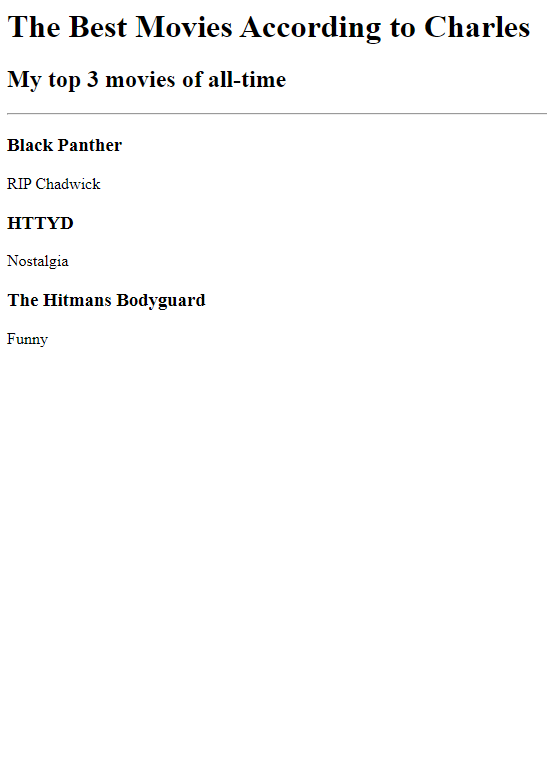 The Best Movies According to Charles
My top 3 movies of all-time
Black Panther
RIP Chadwick
HTTYD
Nostalgia
The Hitmans Bodyguard
Funny